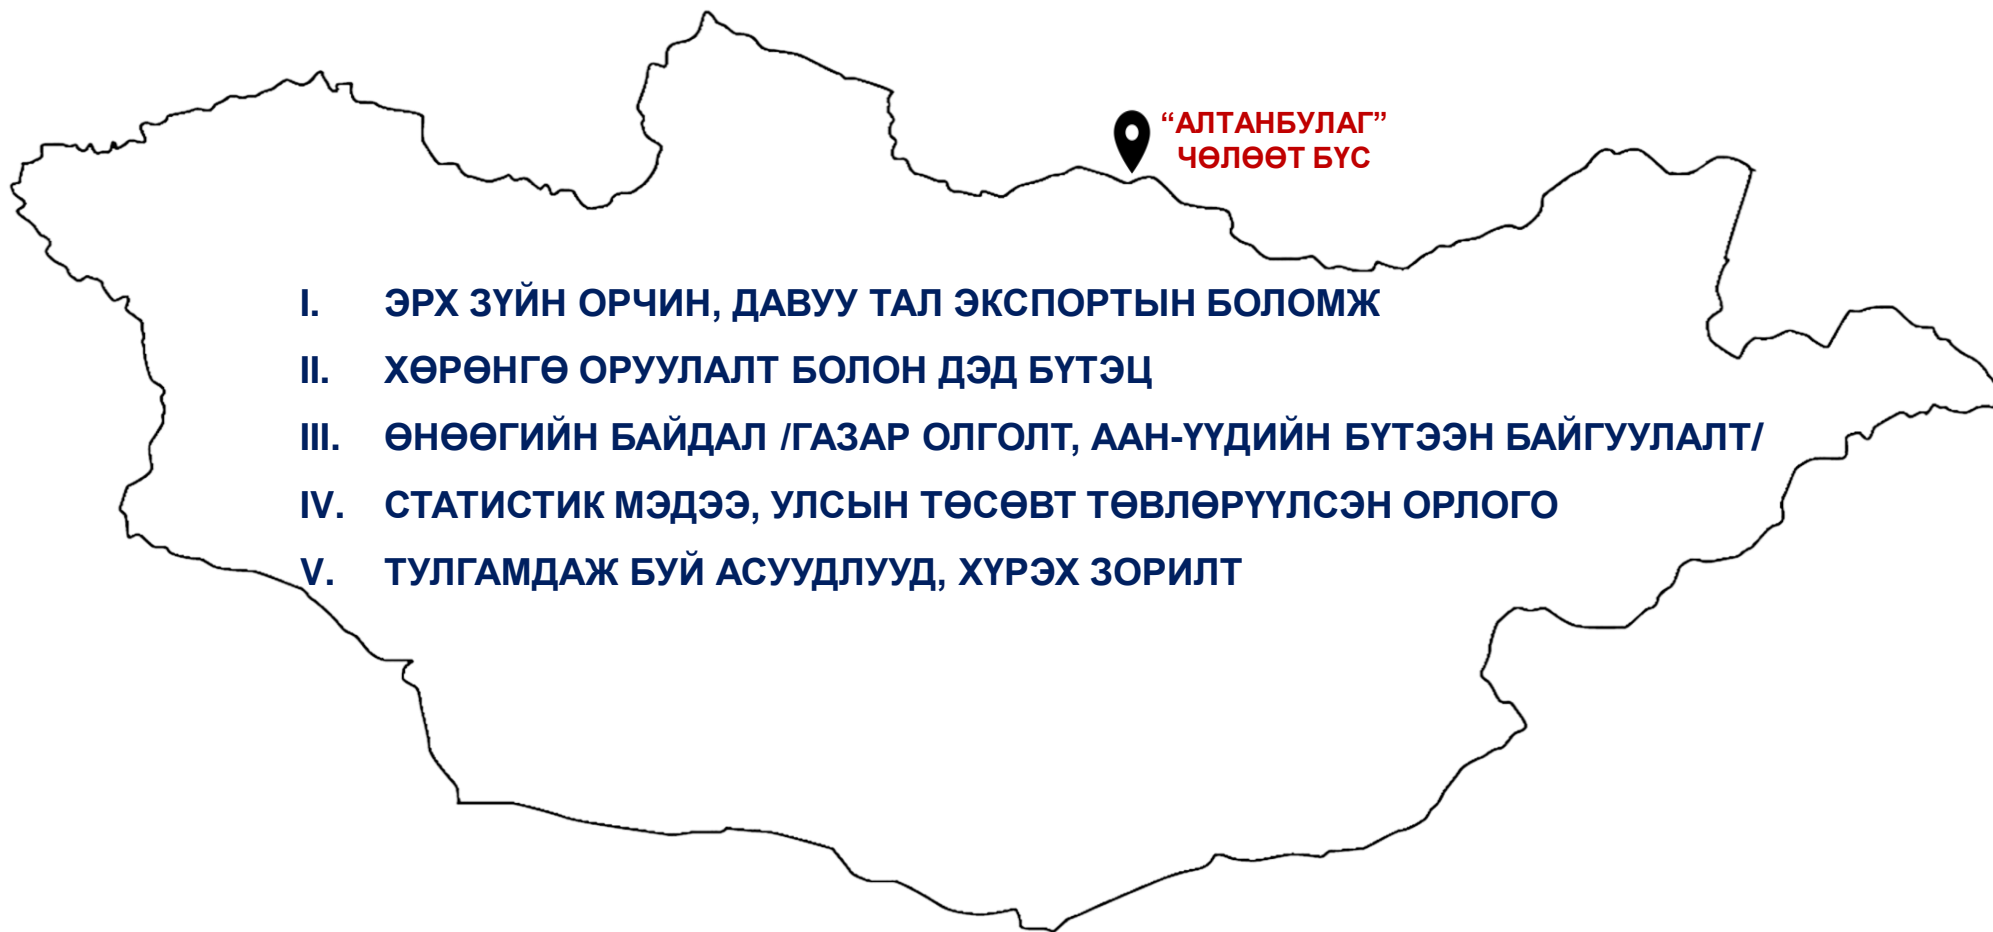 “АЛТАНБУЛАГ”
ЧӨЛӨӨТ БҮС
I. ЭРХ ЗҮЙН ОРЧИН, ДАВУУ ТАЛ ЭКСПОРТЫН БОЛОМЖ
II. ХӨРӨНГӨ ОРУУЛАЛТ БОЛОН ДЭД БҮТЭЦ
III. ӨНӨӨГИЙН БАЙДАЛ /ГАЗАР ОЛГОЛТ, ААН-ҮҮДИЙН БҮТЭЭН БАЙГУУЛАЛТ/
IV. СТАТИСТИК МЭДЭЭ, УЛСЫН ТӨСӨВТ ТӨВЛӨРҮҮЛСЭН ОРЛОГО
V. ТУЛГАМДАЖ БУЙ АСУУДЛУУД, ХҮРЭХ ЗОРИЛТ